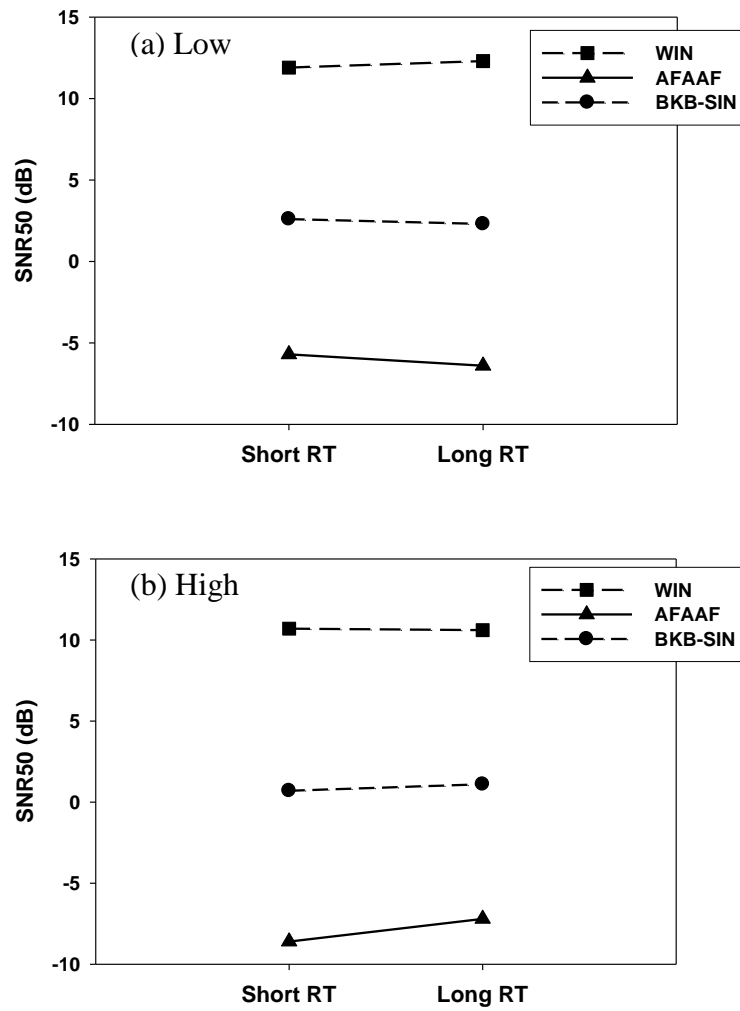 (a) Low
WIN
AFAAF
BKB-SIN
SNR50 (dB)
15
10
5
0
-5
-10
Short RT
Long RT
(b) High
WIN
AFAAF
BKB-SIN
SNR50 (dB)
15
10
5
0
-5
-10
Short RT
Long RT